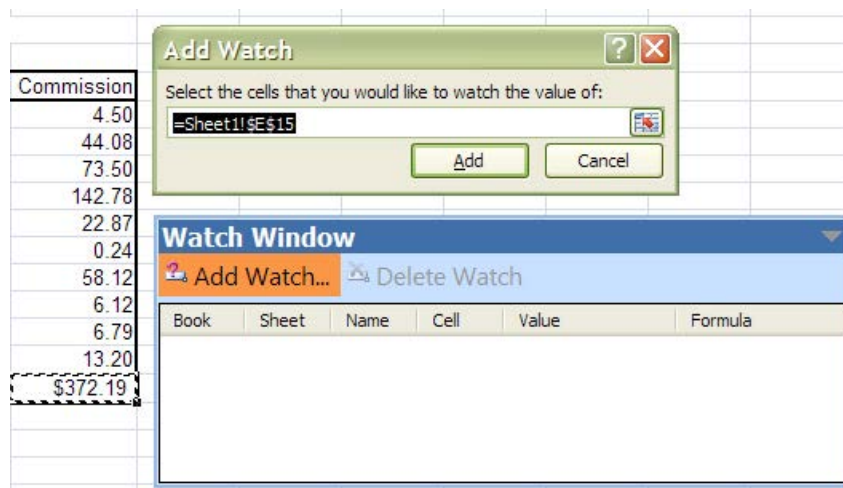 Add Watch
Select the cells that you would like to watch the value of:
=Sheet1!$E$15
Add Cancel
Commission
4.50
44.08
73.50
142.78
22.87
0.24
58.12
6.12
6.79
13.20
$372.19
Watch Window
Add Watch... Delete Watch
Book Sheet Name Cell Value Formula